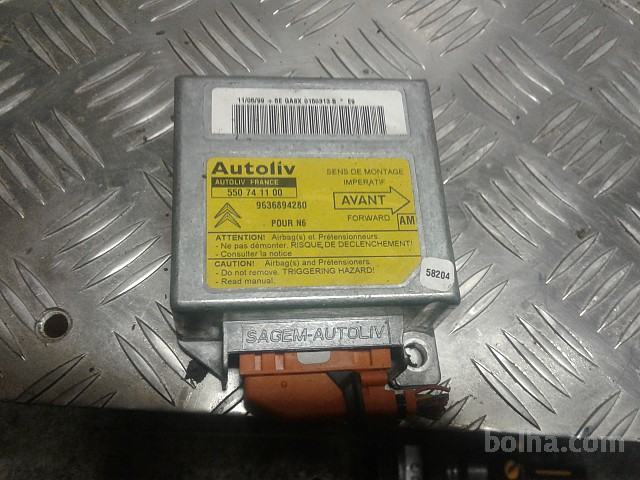 11/06/99
Autoliv
AUTOLIV FRANCE
550 74 11 00
9636894280
POUR N6
SENS DE MONTAGE
IMPERATIF
AVANT
FORWARD
AM
ATTENTION! Airbag(s) et Prétensionneurs.
- Ne pas démonter. RISQUE DE DECLENCHEMENT!
- Consulter la notice
CAUTION! Airbag(s) and Pretensioners.
- Do not remove. TRIGGERING HAZARD!
- Read manual.
58204
SAGEM-AUTOLIV
bolha.com